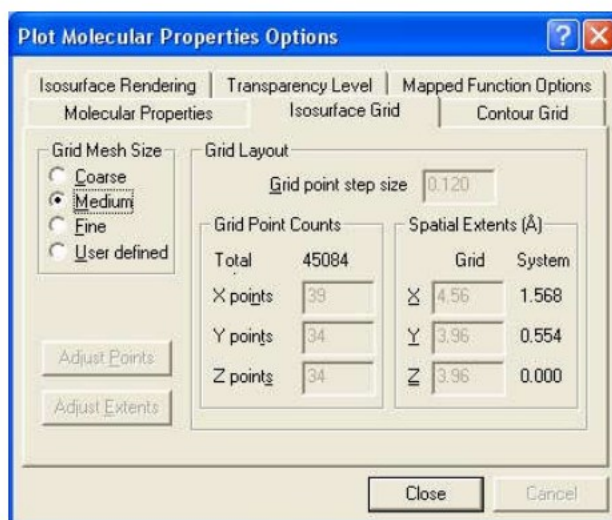 Plot Molecular Properties Options
Isosurface Rendering Transparency Level Mapped Function Options
Molecular Properties Isosurface Grid Contour Grid
Grid Mesh Size
Coarse
Medium
Fine
User defined
Adjust Points
Adjust Extents
Grid Layout
Grid point step size 0.120
Grid Point Counts
Total 45084
X points 39
Y points 34
Z points 34
Spatial Extents (Å)
Grid System
X 4.56 1.568
Y 3.96 0.554
Z 3.96 0.000
Close Cancel